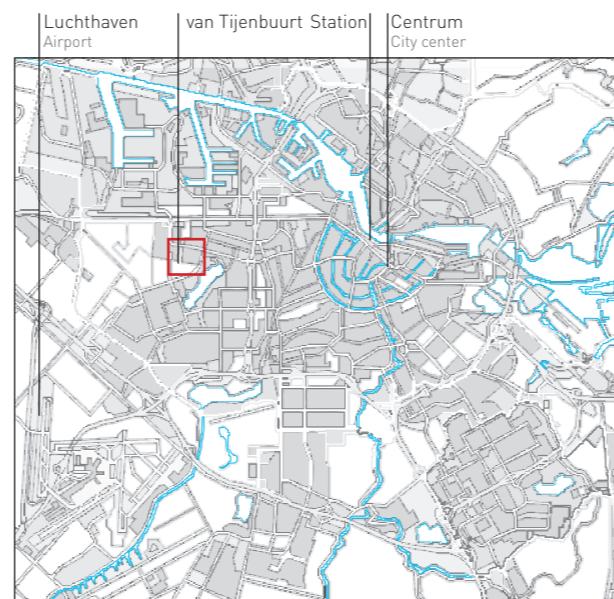 Luchthaven
Airport
van Tijenbuurt
Station
Centrum
City center